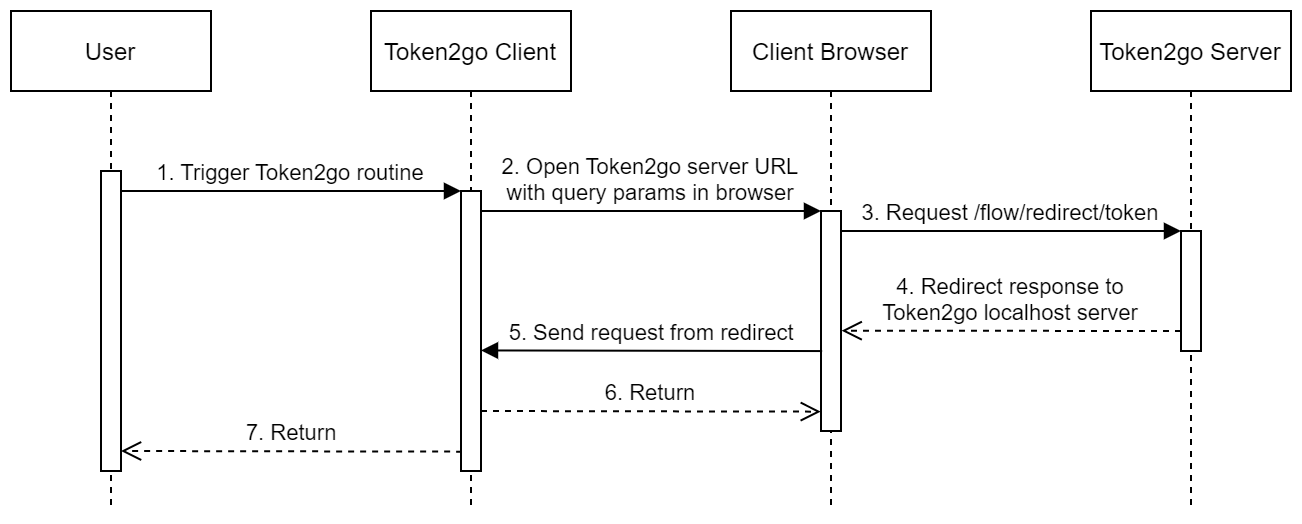 User
Token2go Client
Client Browser
Token2go Server
1. Trigger Token2go routine
2. Open Token2go server URL
with query params in browser
3. Request /flow/redirect/token
4. Redirect response to
Token2go localhost server
5. Send request from redirect
6. Return
7. Return